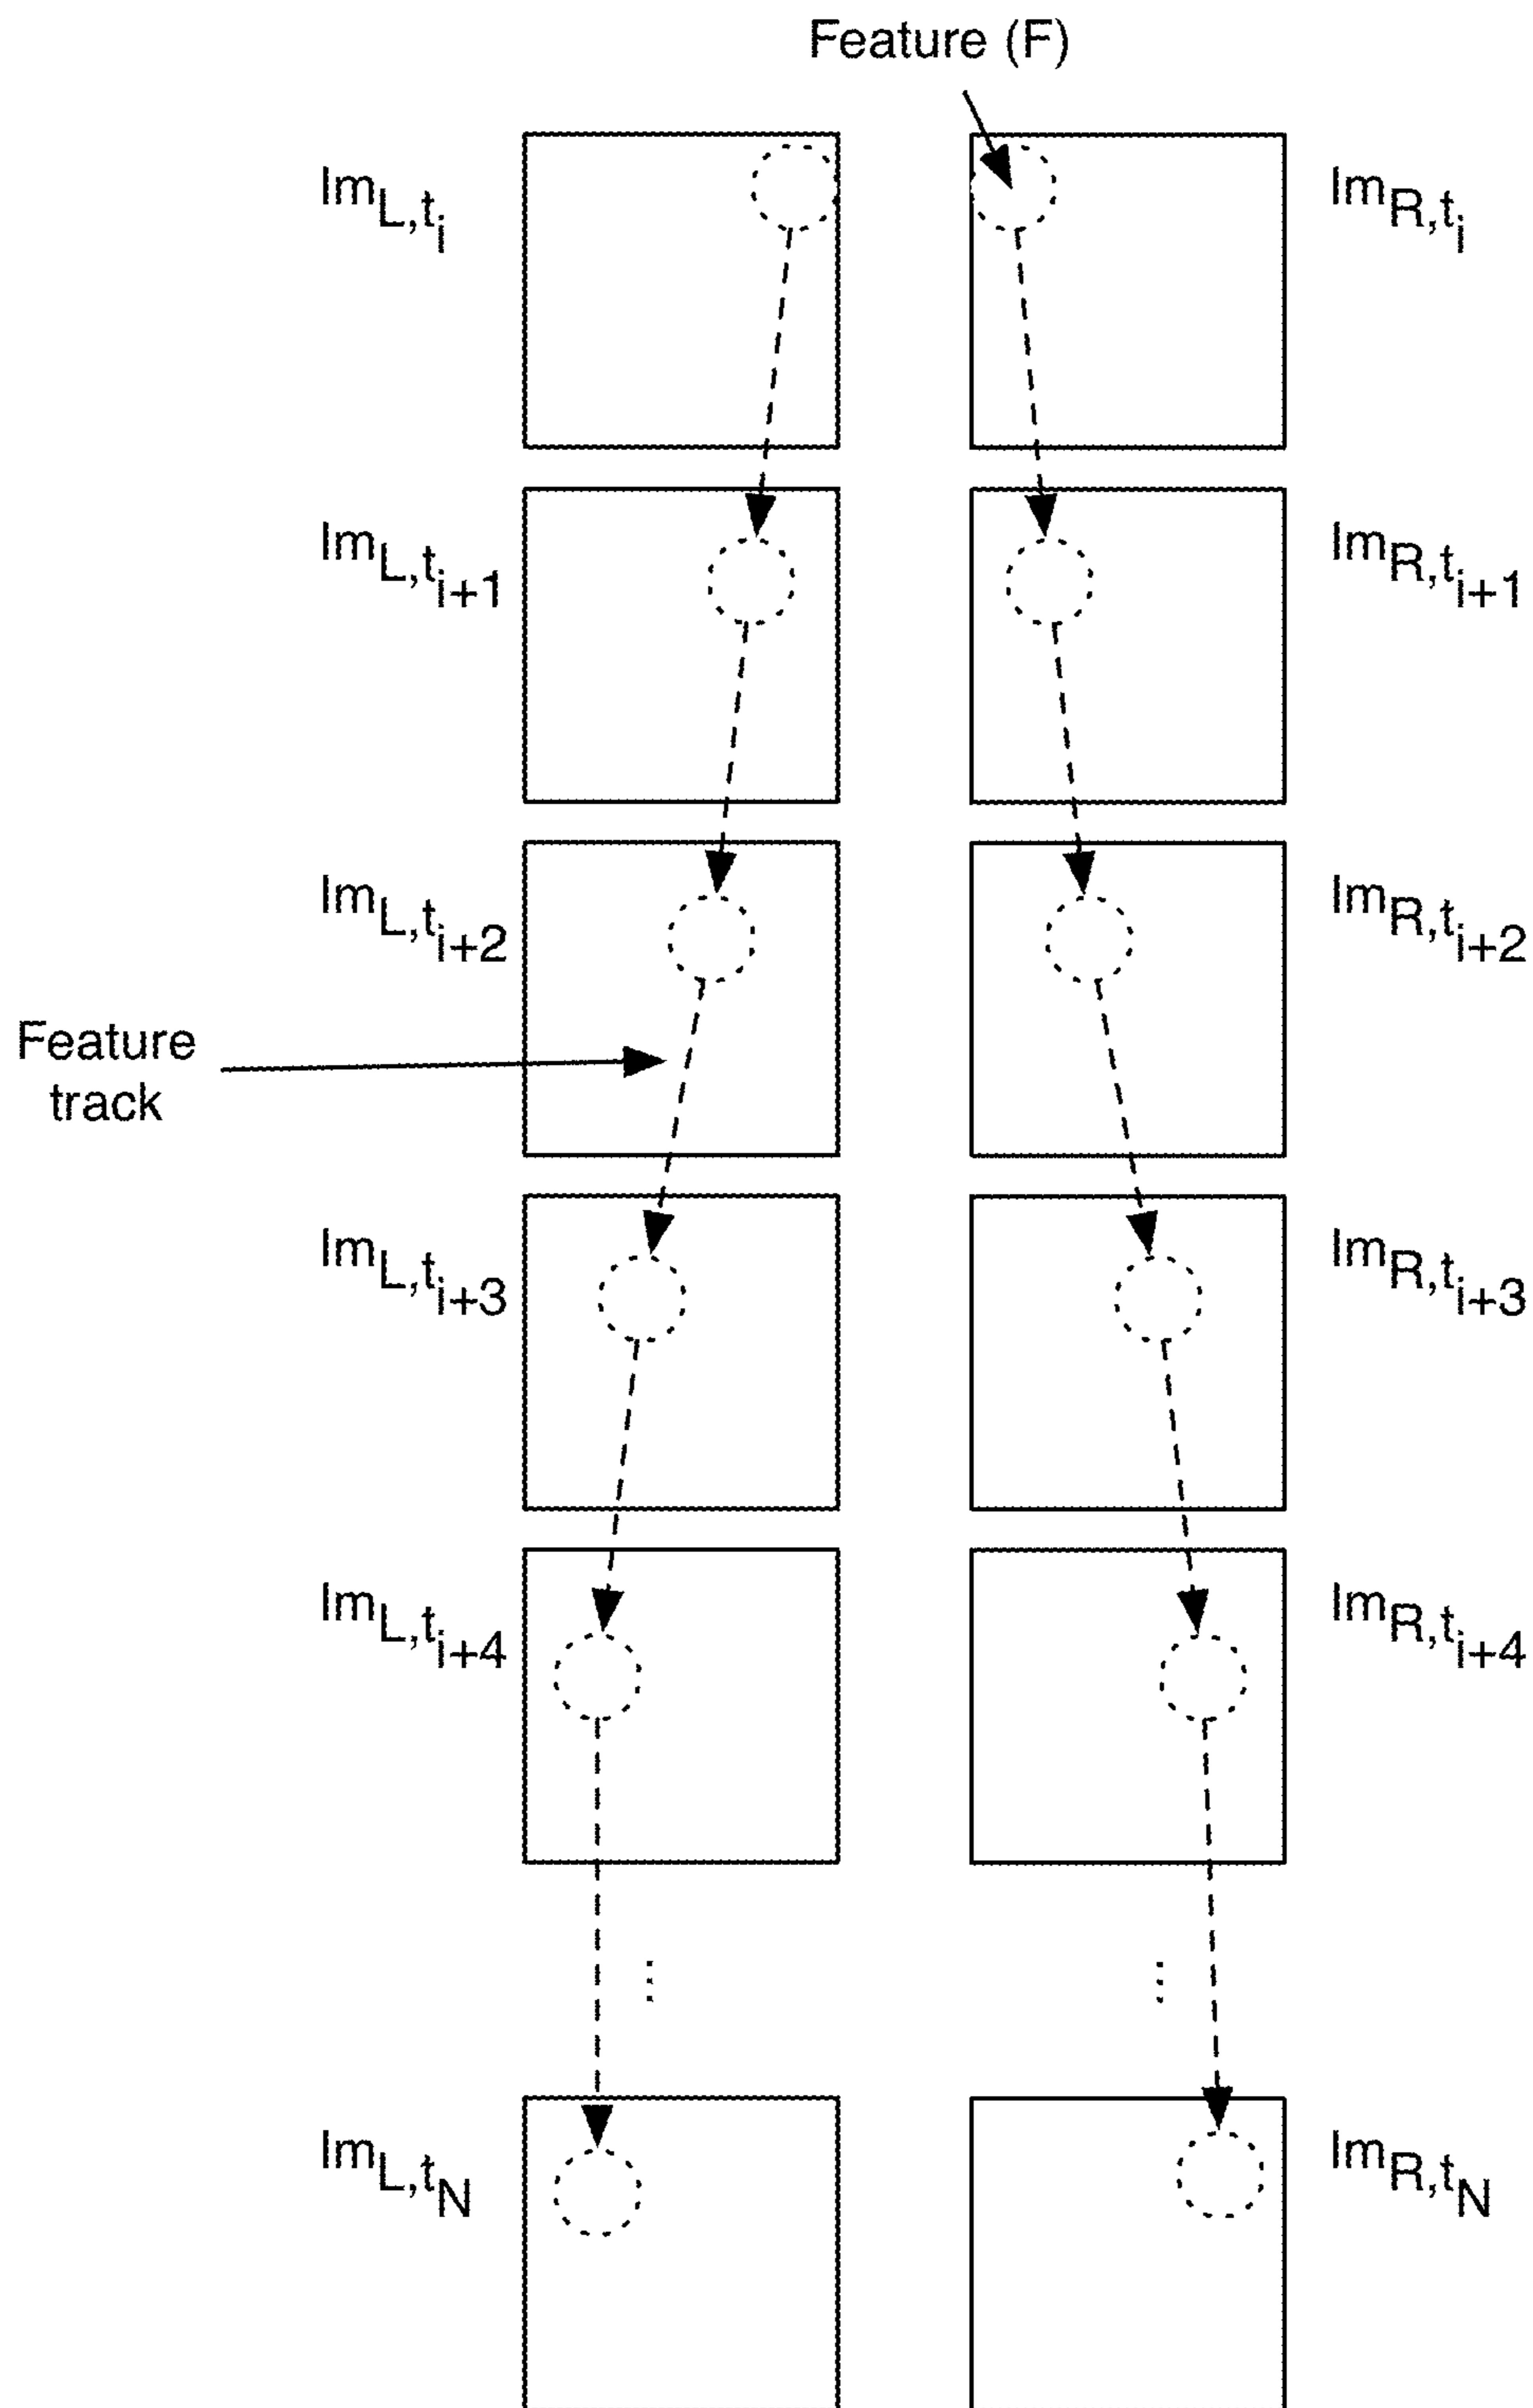 Feature (F)
Im_{L,t_i} Im_{R,t_i}
Im_{L,t_{i+1}} Im_{R,t_{i+1}}
Im_{L,t_{i+2}} Im_{R,t_{i+2}}
Feature
track
Im_{L,t_{i+3}} Im_{R,t_{i+3}}
Im_{L,t_{i+4}} Im_{R,t_{i+4}}
⋮ ⋮
Im_{L,t_N} Im_{R,t_N}